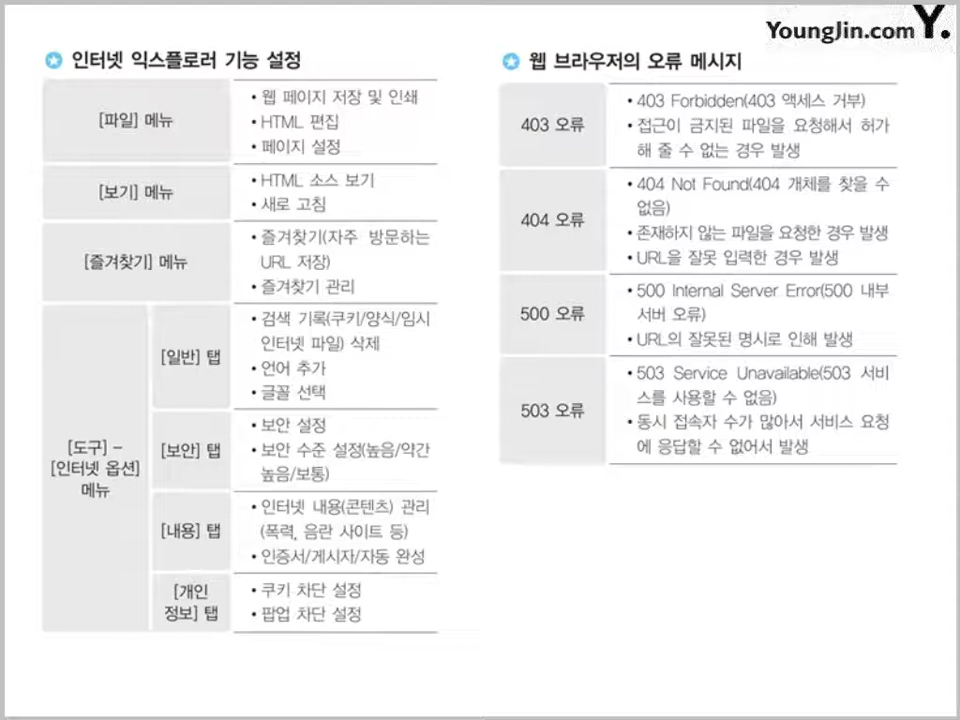 YoungJin.com Y.
인터넷 익스플로러 기능 설정
[파일] 메뉴
• 웹 페이지 저장 및 인쇄
• HTML 편집
• 페이지 설정
[보기] 메뉴
• HTML 소스 보기
• 새로 고침
[즐겨찾기] 메뉴
• 즐겨찾기(자주 방문하는
URL 저장)
• 즐겨찾기 관리
[도구] –
[인터넷 옵션]
메뉴
[일반] 탭
• 검색 기록(쿠키/양식/임시
인터넷 파일) 삭제
• 언어 추가
• 글꼴 선택
[보안] 탭
• 보안 설정
• 보안 수준 설정(높음/약간
높음/보통)
[내용] 탭
• 인터넷 내용(콘텐츠) 관리
(폭력, 음란 사이트 등)
• 인증서/게시자/자동 완성
[개인
정보] 탭
• 쿠키 차단 설정
• 팝업 차단 설정
웹 브라우저의 오류 메시지
403 오류
• 403 Forbidden(403 액세스 거부)
• 접근이 금지된 파일을 요청해서 허가
해 줄 수 없는 경우 발생
404 오류
• 404 Not Found(404 개체를 찾을 수
없음)
• 존재하지 않는 파일을 요청한 경우 발생
• URL을 잘못 입력한 경우 발생
500 오류
• 500 Internal Server Error(500 내부
서버 오류)
• URL의 잘못된 명시로 인해 발생
503 오류
• 503 Service Unavailable(503 서비
스를 사용할 수 없음)
• 동시 접속자 수가 많아서 서비스 요청
에 응답할 수 없어서 발생